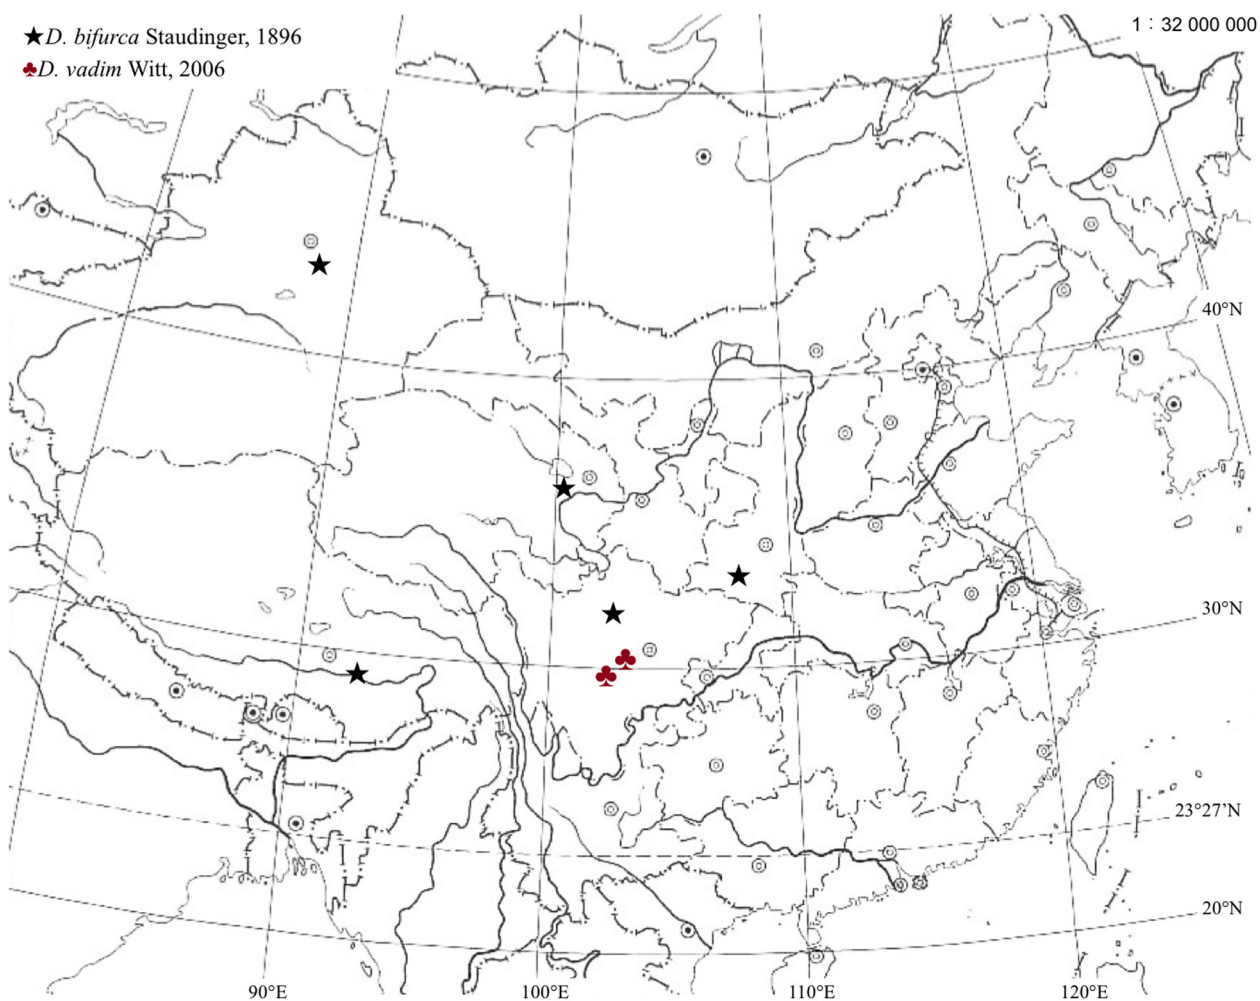 ★D. bifurca Staudinger, 1896
♣D. vadim Witt, 2006
1 : 32 000 000
40°N
30°N
23°27′N
20°N
90°E
100°E
110°E
120°E